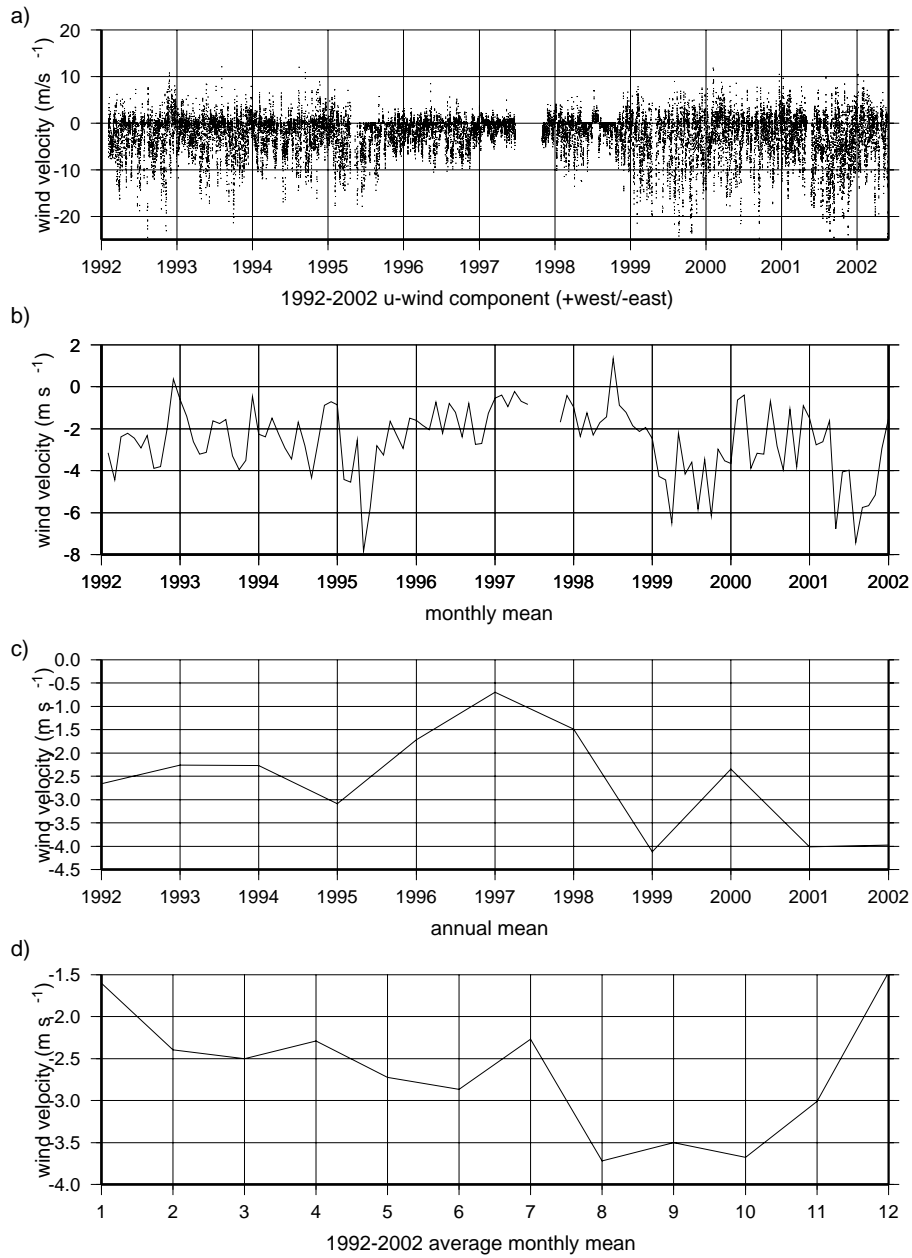 a)
wind velocity (m/s -1)
20
10
0
-10
-20
1992 1993 1994 1995 1996 1997 1998 1999 2000 2001 2002
1992-2002 u-wind component (+west/-east)
b)
wind velocity (m s -1)
2
0
-2
-4
-6
-8
1992 1993 1994 1995 1996 1997 1998 1999 2000 2001 2002
monthly mean
c)
wind velocity (m s -1)
0.0
-0.5
-1.0
-1.5
-2.0
-2.5
-3.0
-3.5
-4.0
-4.5
1992 1993 1994 1995 1996 1997 1998 1999 2000 2001 2002
annual mean
d)
wind velocity (m s -1)
-1.5
-2.0
-2.5
-3.0
-3.5
-4.0
1 2 3 4 5 6 7 8 9 10 11 12
1992-2002 average monthly mean